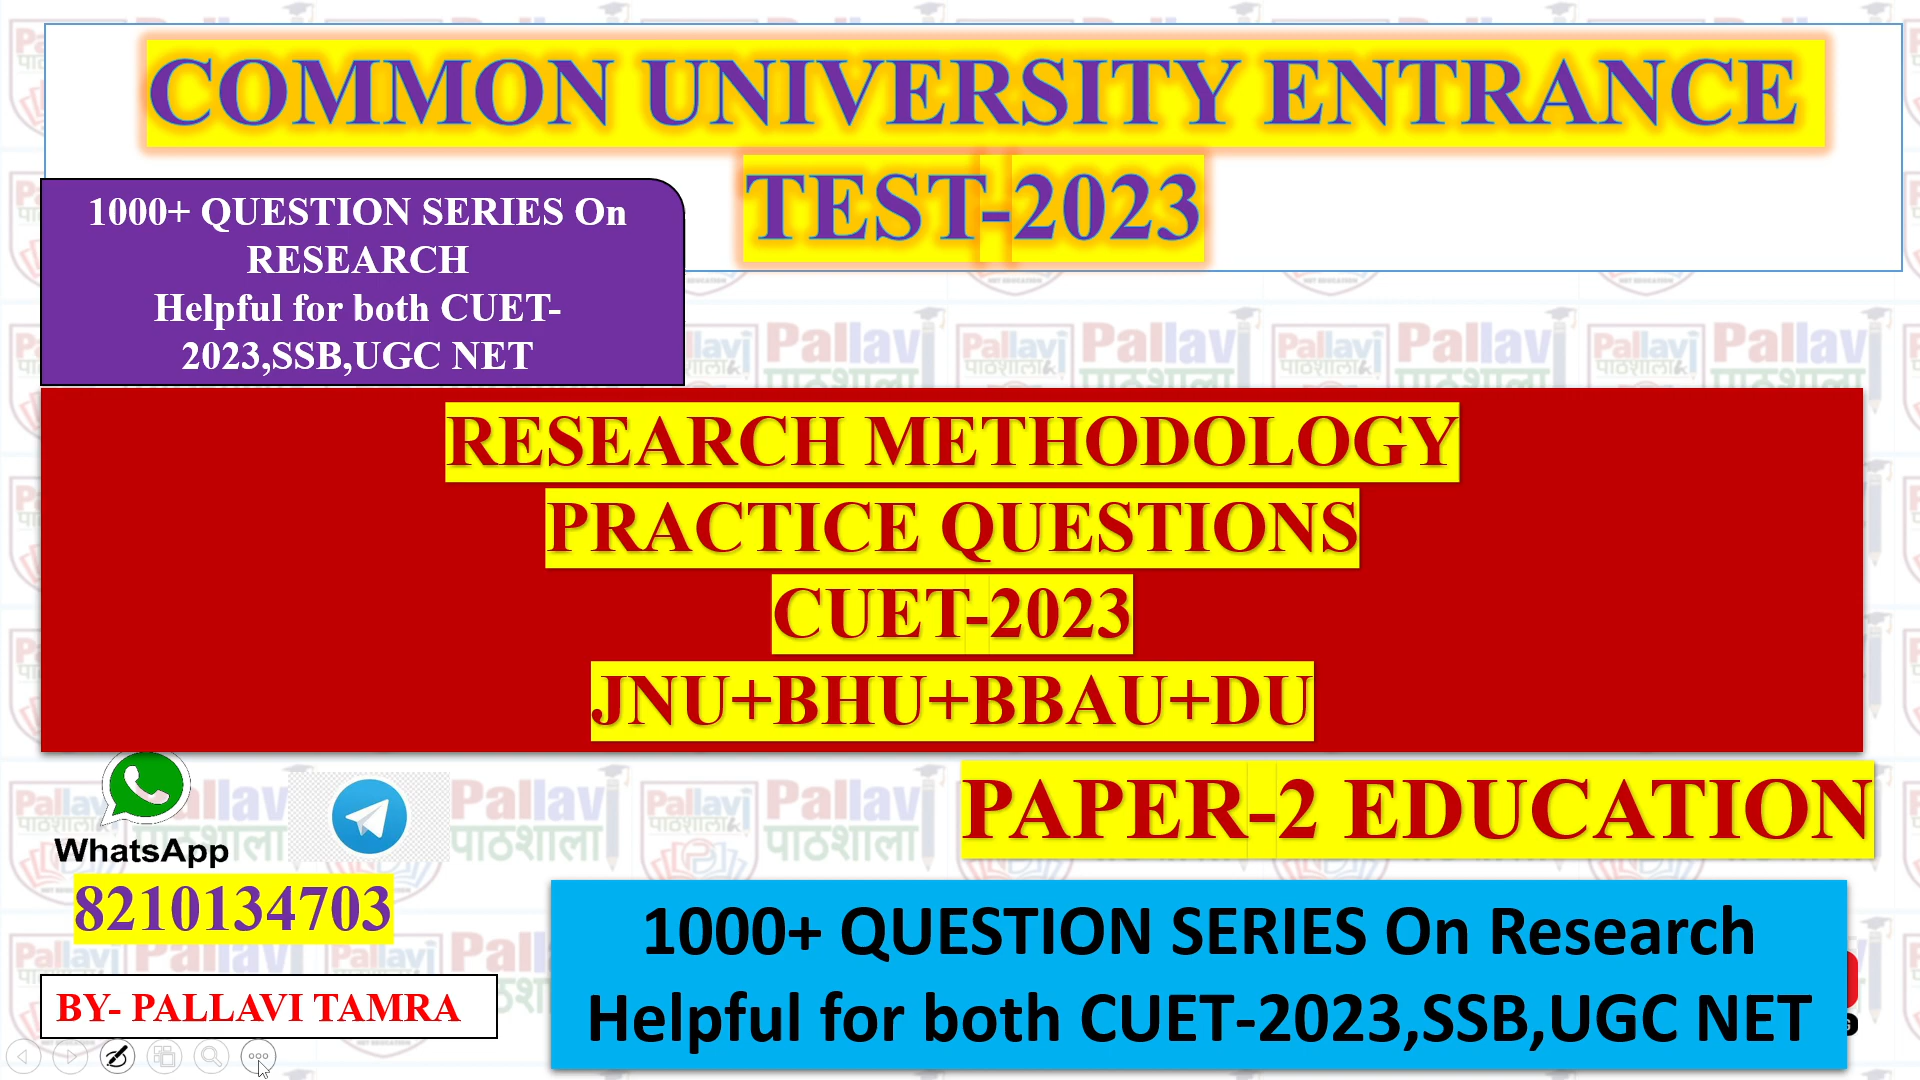 COMMON UNIVERSITY ENTRANCE
TEST-2023
1000+ QUESTION SERIES On
RESEARCH
Helpful for both CUET-
2023,SSB,UGC NET
RESEARCH METHODOLOGY
PRACTICE QUESTIONS
CUET-2023
JNU+BHU+BBAU+DU
PAPER-2 EDUCATION
WhatsApp
8210134703
1000+ QUESTION SERIES On Research
Helpful for both CUET-2023,SSB,UGC NET
BY- PALLAVI TAMRA
Pallavi
पाठशाला